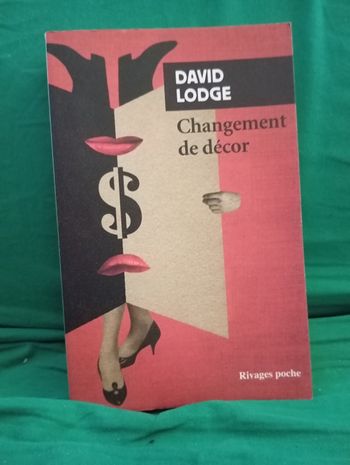 DAVID
LODGE
Changement
de décor
$
Rivages poche